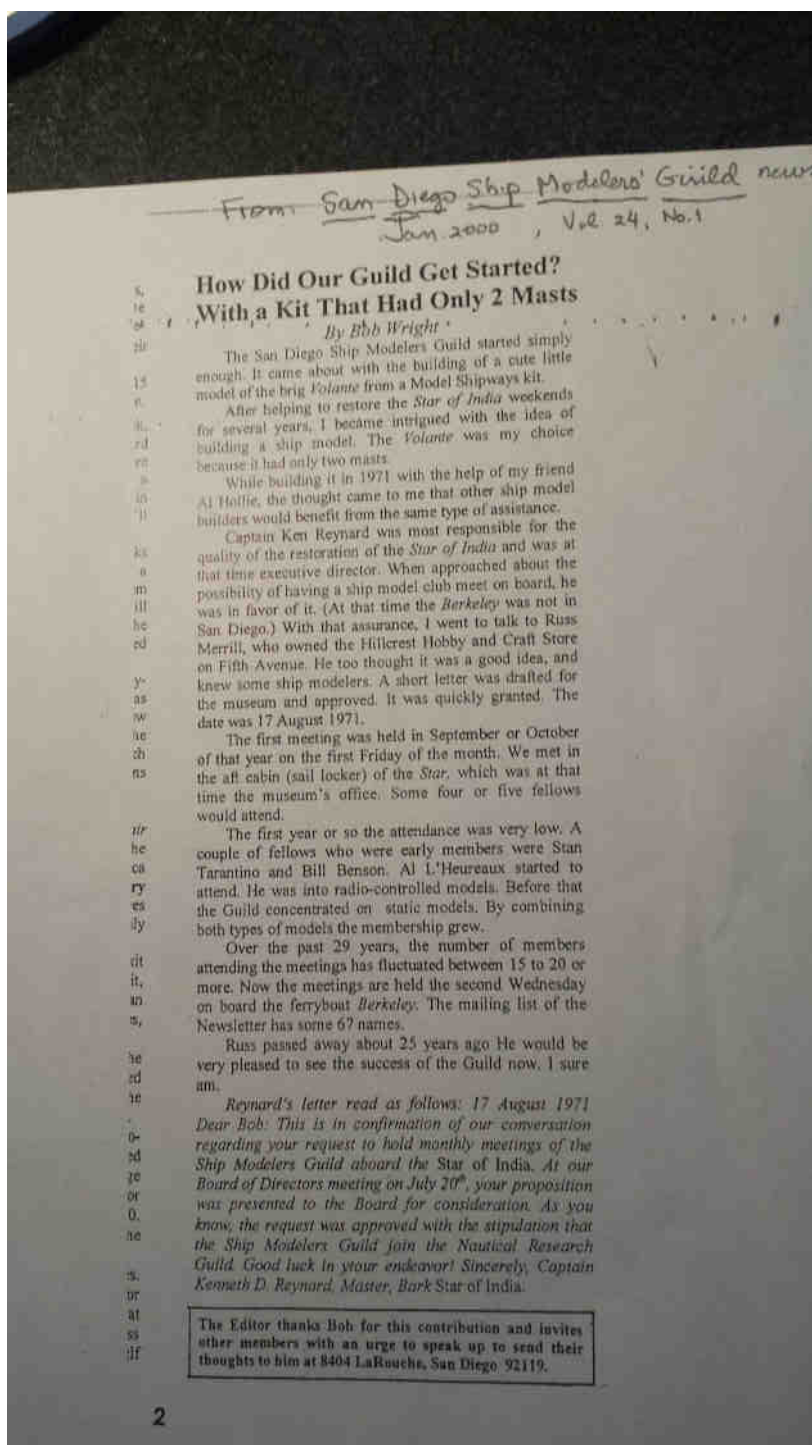 From San Diego Ship Modelers' Guild news
Jan. 2000, Vol. 24, No. 1
How Did Our Guild Get Started?
With a Kit That Had Only 2 Masts
By Bob Wright
The San Diego Ship Modelers Guild started simply
enough. It came about with the building of a cute little
model of the brig Volante from a Model Shipways kit.
After helping to restore the Star of India weekends
for several years, I became intrigued with the idea of
building a ship model. The Volante was my choice
because it had only two masts.
While building it in 1971 with the help of my friend
Al Hollie, the thought came to me that other ship model
builders would benefit from the same type of assistance.
Captain Ken Reynard was most responsible for the
quality of the restoration of the Star of India and was at
that time executive director. When approached about the
possibility of having a ship model club meet on board, he
was in favor of it. (At that time the Berkeley was not in
San Diego.) With that assurance, I went to talk to Russ
Merrill, who owned the Hillcrest Hobby and Craft Store
on Fifth Avenue. He too thought it was a good idea, and
knew some ship modelers. A short letter was drafted for
the museum and approved. It was quickly granted. The
date was 17 August 1971.
The first meeting was held in September or October
of that year on the first Friday of the month. We met in
the aft cabin (sail locker) of the Star, which was at that
time the museum's office. Some four or five fellows
would attend.
The first year or so the attendance was very low. A
couple of fellows who were early members were Stan
Tarantino and Bill Benson. Al L'Heureaux started to
attend. He was into radio-controlled models. Before that
the Guild concentrated on static models. By combining
both types of models the membership grew.
Over the past 29 years, the number of members
attending the meetings has fluctuated between 15 to 20 or
more. Now the meetings are held the second Wednesday
on board the ferryboat Berkeley. The mailing list of the
Newsletter has some 67 names.
Russ passed away about 25 years ago He would be
very pleased to see the success of the Guild now. I sure
am.
Reynard's letter read as follows: 17 August 1971
Dear Bob: This is in confirmation of our conversation
regarding your request to hold monthly meetings of the
Ship Modelers Guild aboard the Star of India. At our
Board of Directors meeting on July 20th, your proposition
was presented to the Board for consideration. As you
know, the request was approved with the stipulation that
the Ship Modelers Guild join the Nautical Research
Guild. Good luck in ytour endeavor! Sincerely, Captain
Kenneth D. Reynard, Master, Bark Star of India.
The Editor thanks Bob for this contribution and invites
other members with an urge to speak up to send their
thoughts to him at 8404 LaRouche, San Diego 92119.
2